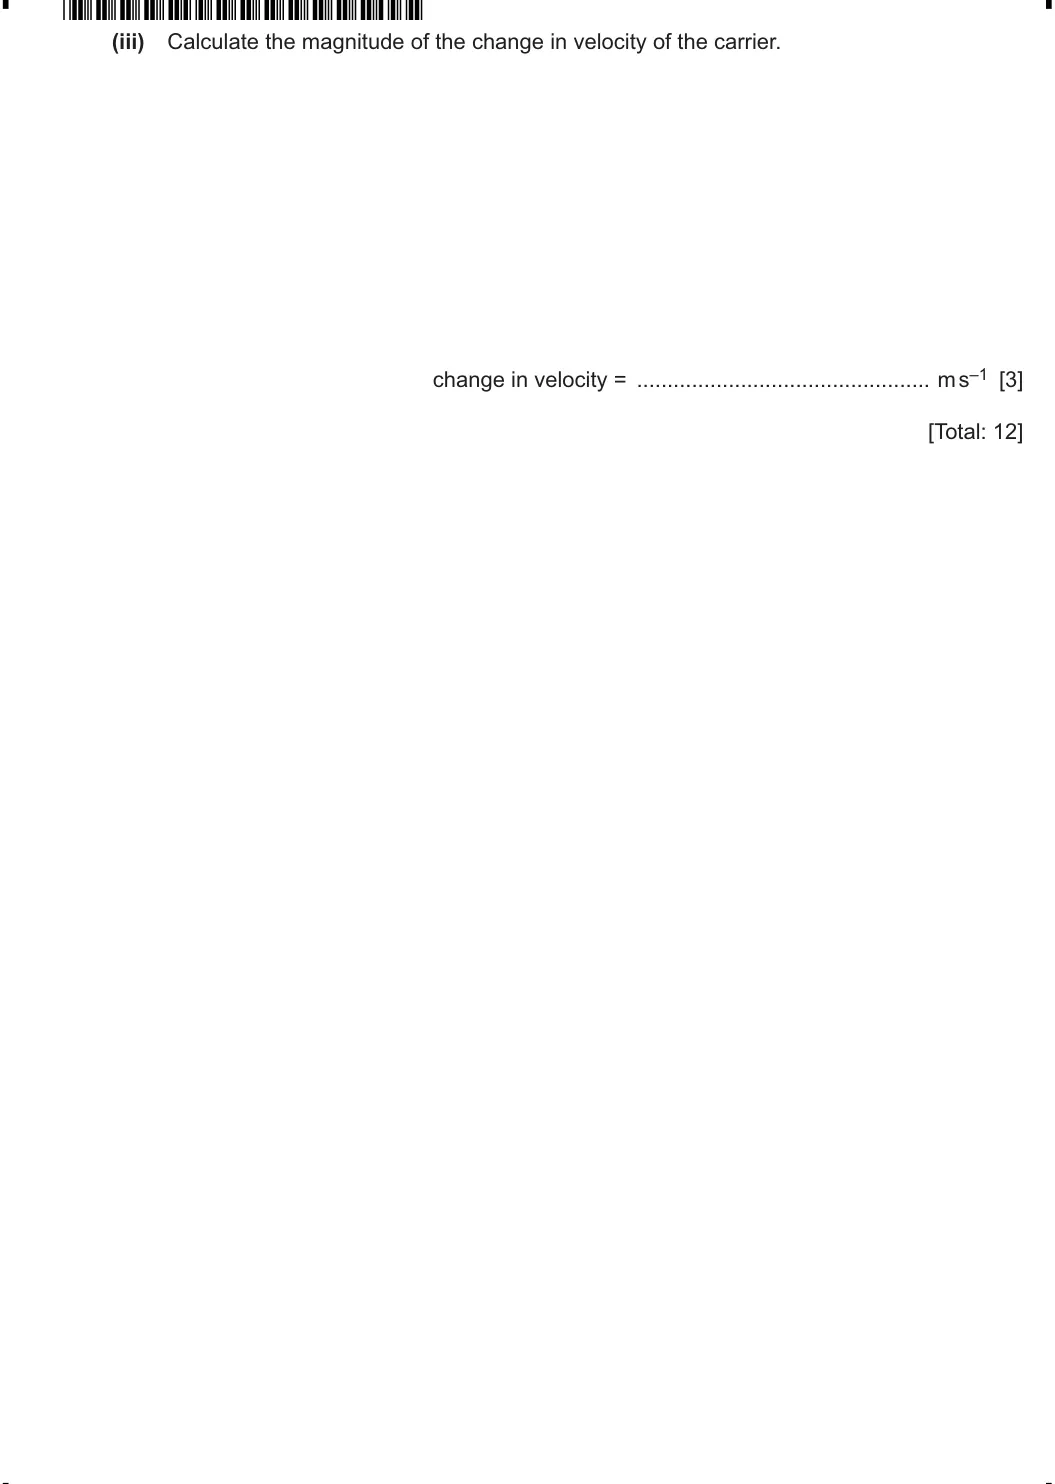 (iii) Calculate the magnitude of the change in velocity of the carrier.
change in velocity = ................................................ m s⁻¹ [3]
[Total: 12]